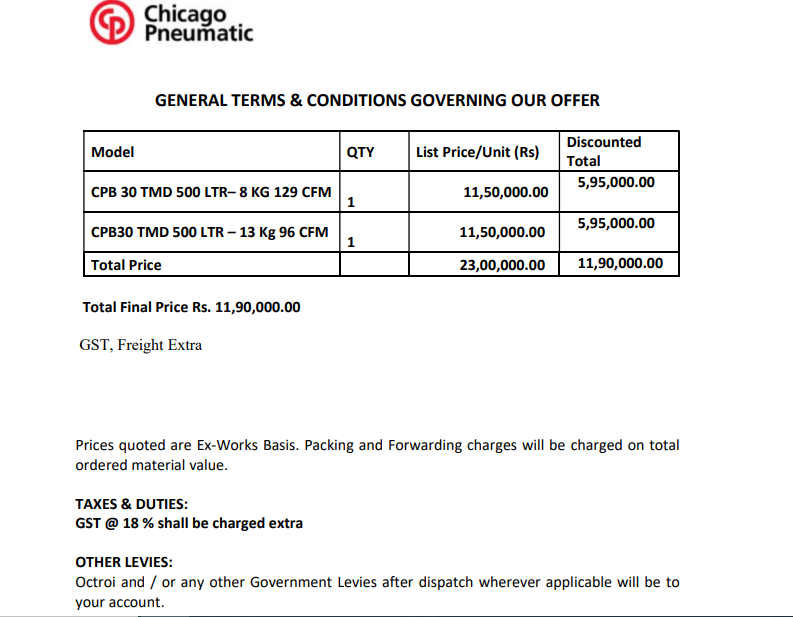 Chicago
Pneumatic
GENERAL TERMS & CONDITIONS GOVERNING OUR OFFER
Model QTY List Price/Unit (Rs) Discounted Total
CPB 30 TMD 500 LTR– 8 KG 129 CFM 1 11,50,000.00 5,95,000.00
CPB30 TMD 500 LTR – 13 Kg 96 CFM 1 11,50,000.00 5,95,000.00
Total Price 23,00,000.00 11,90,000.00
Total Final Price Rs. 11,90,000.00
GST, Freight Extra
Prices quoted are Ex-Works Basis. Packing and Forwarding charges will be charged on total
ordered material value.
TAXES & DUTIES:
GST @ 18 % shall be charged extra
OTHER LEVIES:
Octroi and / or any other Government Levies after dispatch wherever applicable will be to
your account.